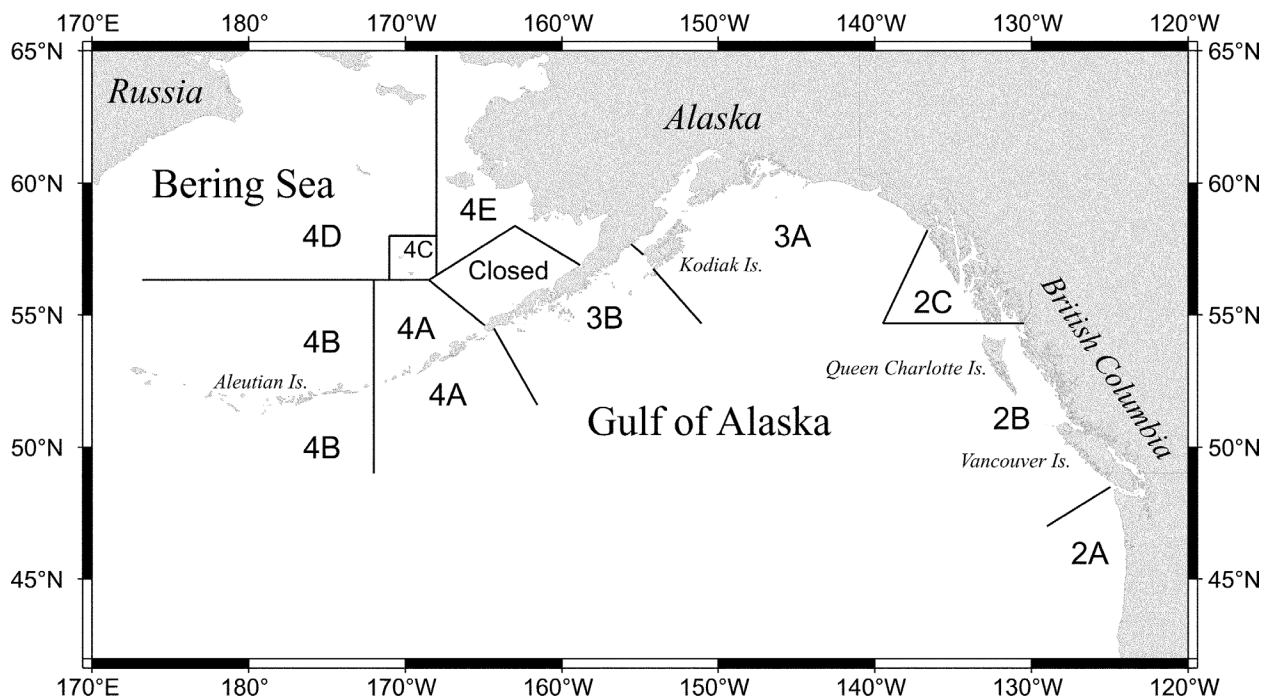 170°E 180° 170°W 160°W 150°W 140°W 130°W 120°W
65°N 65°N
Russia
Alaska
60°N 60°N
Bering Sea
4E
4D
4C
3A
Closed
Kodiak Is.
British Columbia
2C
55°N 55°N
3B
4A
4B
Queen Charlotte Is.
Aleutian Is.
4A
Gulf of Alaska
2B
50°N 50°N
4B
Vancouver Is.
2A
45°N 45°N
170°E 180° 170°W 160°W 150°W 140°W 130°W 120°W